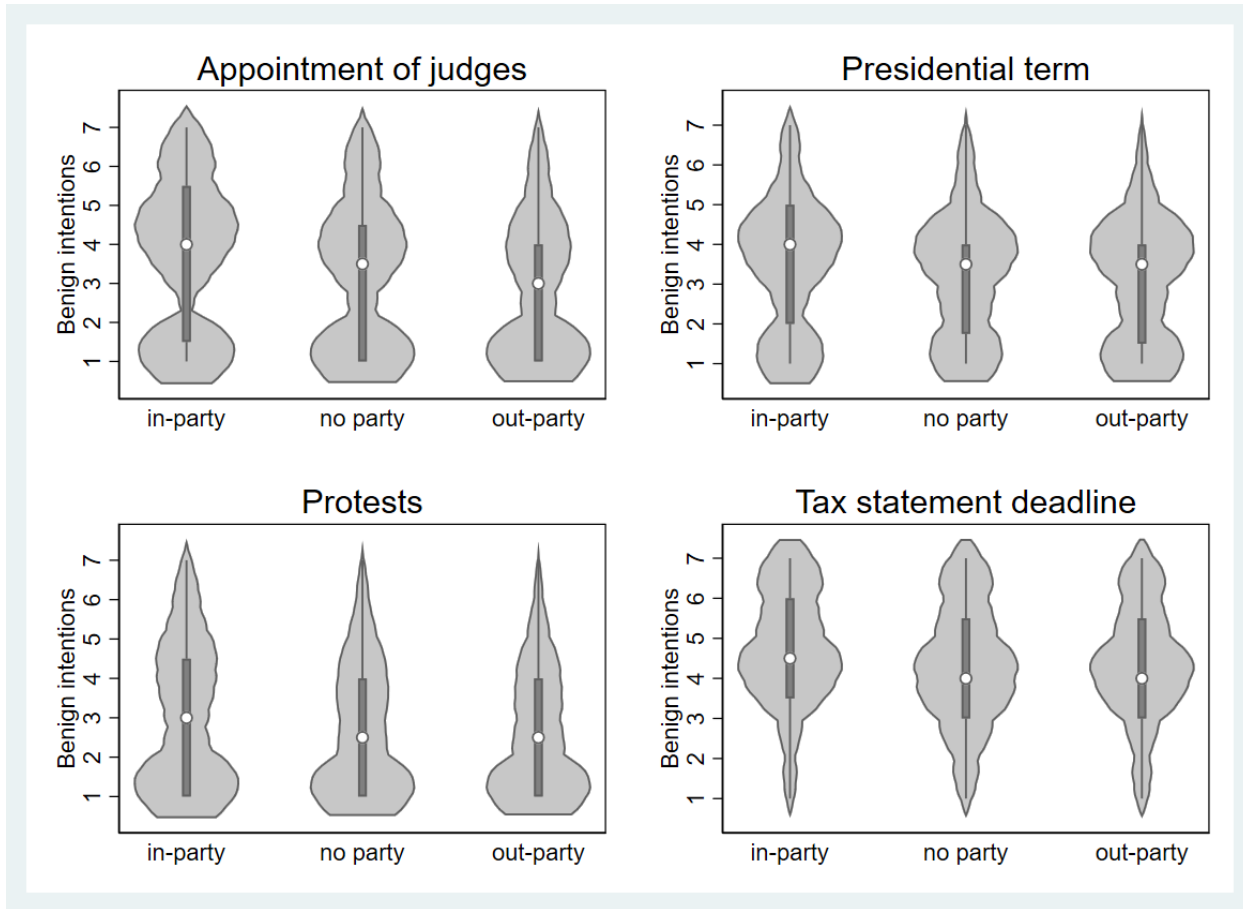 Appointment of judges
Benign intentions
7
6
5
4
3
2
1
in-party no party out-party
Presidential term
Benign intentions
7
6
5
4
3
2
1
in-party no party out-party
Protests
Benign intentions
7
6
5
4
3
2
1
in-party no party out-party
Tax statement deadline
Benign intentions
7
6
5
4
3
2
1
in-party no party out-party